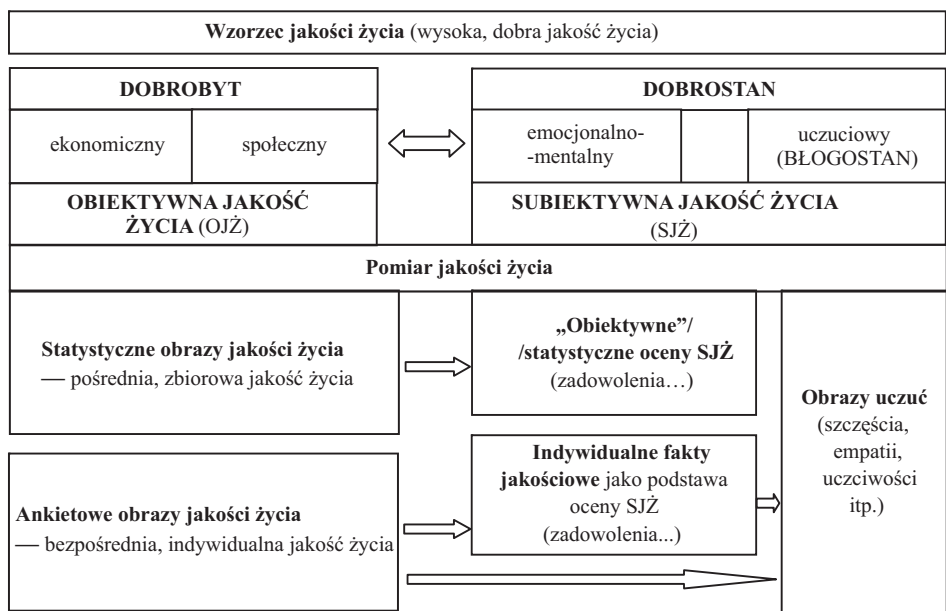 Wzorzec jakości życia (wysoka, dobra jakość życia)
DOBROBYT
ekonomiczny
społeczny
OBIEKTYWNA JAKOŚĆ
ŻYCIA (OJŻ)
DOBROSTAN
emocjonalno-
-mentalny
uczuciowy
(BŁOGOSTAN)
SUBIEKTYWNA JAKOŚĆ ŻYCIA
(SJŻ)
Pomiar jakości życia
Statystyczne obrazy jakości życia
— pośrednia, zbiorowa jakość życia
„Obiektywne”/
/statystyczne oceny SJŻ
(zadowolenia…)
Ankietowe obrazy jakości życia
— bezpośrednia, indywidualna jakość życia
Indywidualne fakty
jakościowe jako podstawa
oceny SJŻ
(zadowolenia...)
Obrazy uczuć
(szczęścia,
empatii,
uczciwości
itp.)